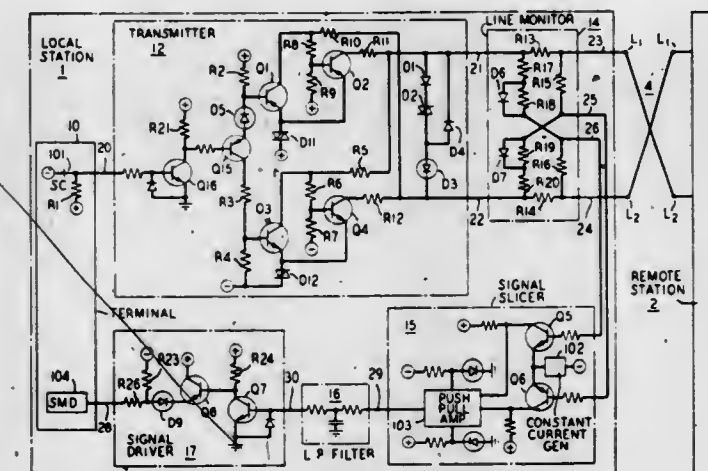 LOCAL STATION 1
TRANSMITTER 12
LINE MONITOR 14
R8
R10
R11
R13
23
L1
L1
R2
Q1
Q2
21
R17
R15
D5
R9
D1
D6
R18
25
4
R21
D11
D2
26
10
D4
R19
101
20
R5
D7
R16
SC
Q15
R6
D3
R20
R1
Q16
R3
Q3
R7
Q4
R12
R14
22
24
L2
L2
R4
D12
REMOTE STATION 2
SIGNAL SLICER
TERMINAL
15
Q5
R23
R24
102
104
30
16
29
Q6
SMD
R26
Q7
PUSH PULL AMP
28
D9
Q8
103
CONSTANT CURRENT GEN
SIGNAL DRIVER 17
L P FILTER